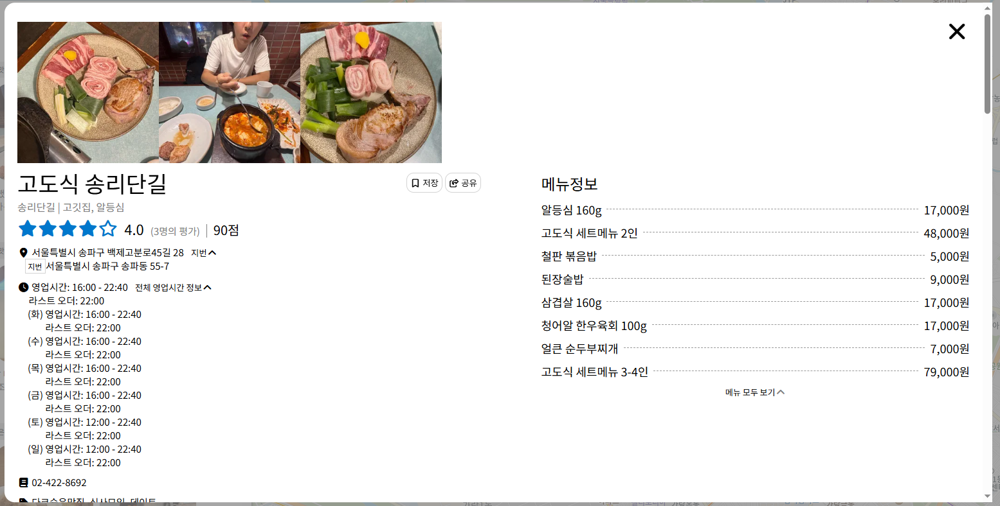 고도식 송리단길
저장
공유
송리단길 | 고깃집, 알등심
4.0 (3명의 평가) | 90점
서울특별시 송파구 백제고분로45길 28 지번
지번 서울특별시 송파구 송파동 55-7
영업시간: 16:00 - 22:40 전체 영업시간 정보
라스트 오더: 22:00
(화) 영업시간: 16:00 - 22:40
라스트 오더: 22:00
(수) 영업시간: 16:00 - 22:40
라스트 오더: 22:00
(목) 영업시간: 16:00 - 22:40
라스트 오더: 22:00
(금) 영업시간: 16:00 - 22:40
라스트 오더: 22:00
(토) 영업시간: 12:00 - 22:40
라스트 오더: 22:00
(일) 영업시간: 12:00 - 22:40
라스트 오더: 22:00
02-422-8692
메뉴정보
알등심 160g 17,000원
고도식 세트메뉴 2인 48,000원
철판 볶음밥 5,000원
된장술밥 9,000원
삼겹살 160g 17,000원
청어알 한우육회 100g 17,000원
얼큰 순두부찌개 7,000원
고도식 세트메뉴 3-4인 79,000원
메뉴 모두 보기